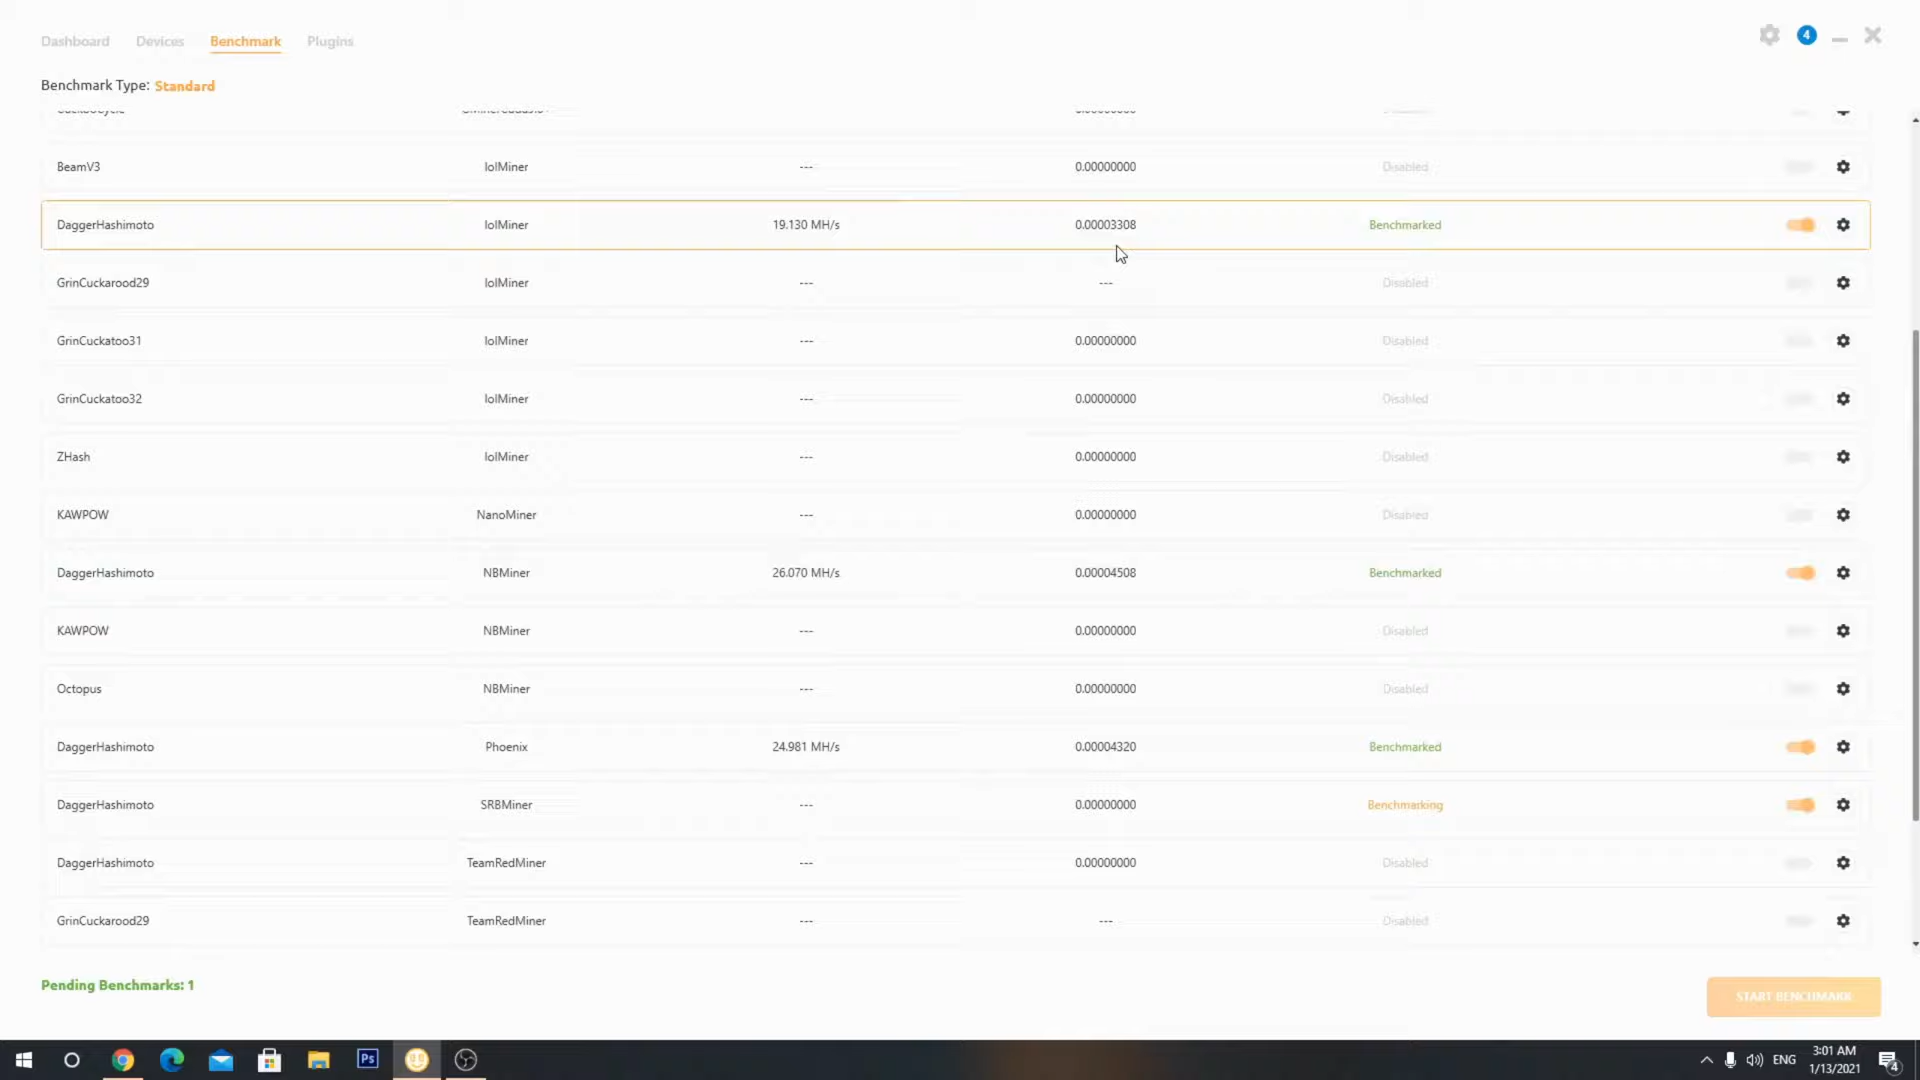 Dashboard Devices Benchmark Plugins 4
Benchmark Type: Standard
BeamV3 lolMiner --- 0.00000000 Disabled
DaggerHashimoto lolMiner 19.130 MH/s 0.00003308 Benchmarked
GrinCuckarood29 lolMiner --- --- Disabled
GrinCuckatoo31 lolMiner --- 0.00000000 Disabled
GrinCuckatoo32 lolMiner --- 0.00000000 Disabled
ZHash lolMiner --- 0.00000000 Disabled
KAWPOW NanoMiner --- 0.00000000 Disabled
DaggerHashimoto NBMiner 26.070 MH/s 0.00004508 Benchmarked
KAWPOW NBMiner --- 0.00000000 Disabled
Octopus NBMiner --- 0.00000000 Disabled
DaggerHashimoto Phoenix 24.981 MH/s 0.00004320 Benchmarked
DaggerHashimoto SRBMiner --- 0.00000000 Benchmarking
DaggerHashimoto TeamRedMiner --- 0.00000000 Disabled
GrinCuckarood29 TeamRedMiner --- --- Disabled
Pending Benchmarks: 1
START BENCHMARK
Ps
ENG
3:01 AM
1/13/2021
4